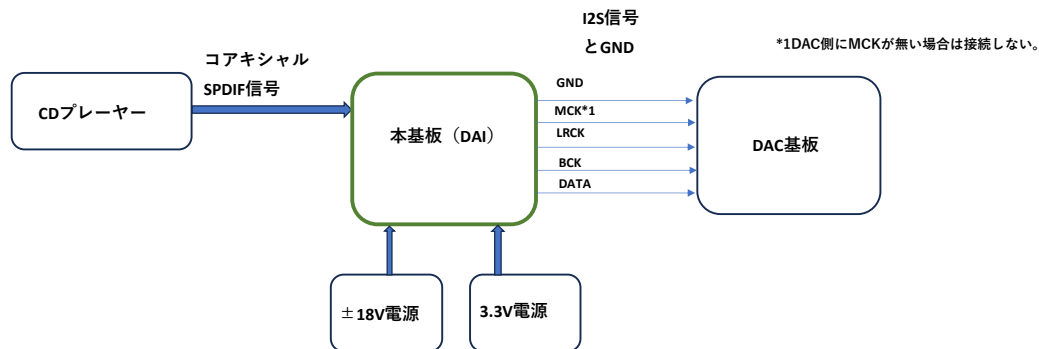 I2S信号
とGND
*1DAC側にMCKが無い場合は接続しない。
コアキシャル
SPDIF信号
CDプレーヤー
本基板（DAI）
GND
MCK*1
LRCK
BCK
DATA
DAC基板
±18V電源
3.3V電源